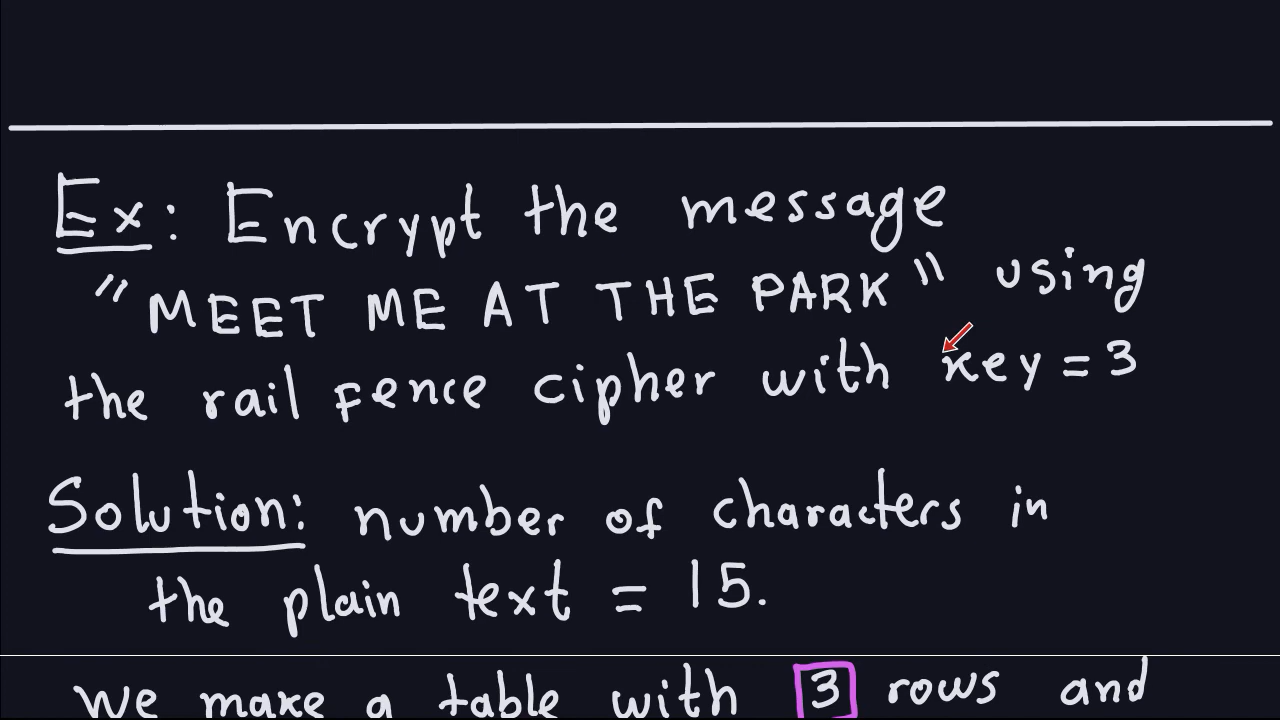 Ex: Encrypt the message
"MEET ME AT THE PARK" using
the rail fence cipher with key = 3
Solution: number of characters in
the plain text = 15.
we make a table with 3 rows and